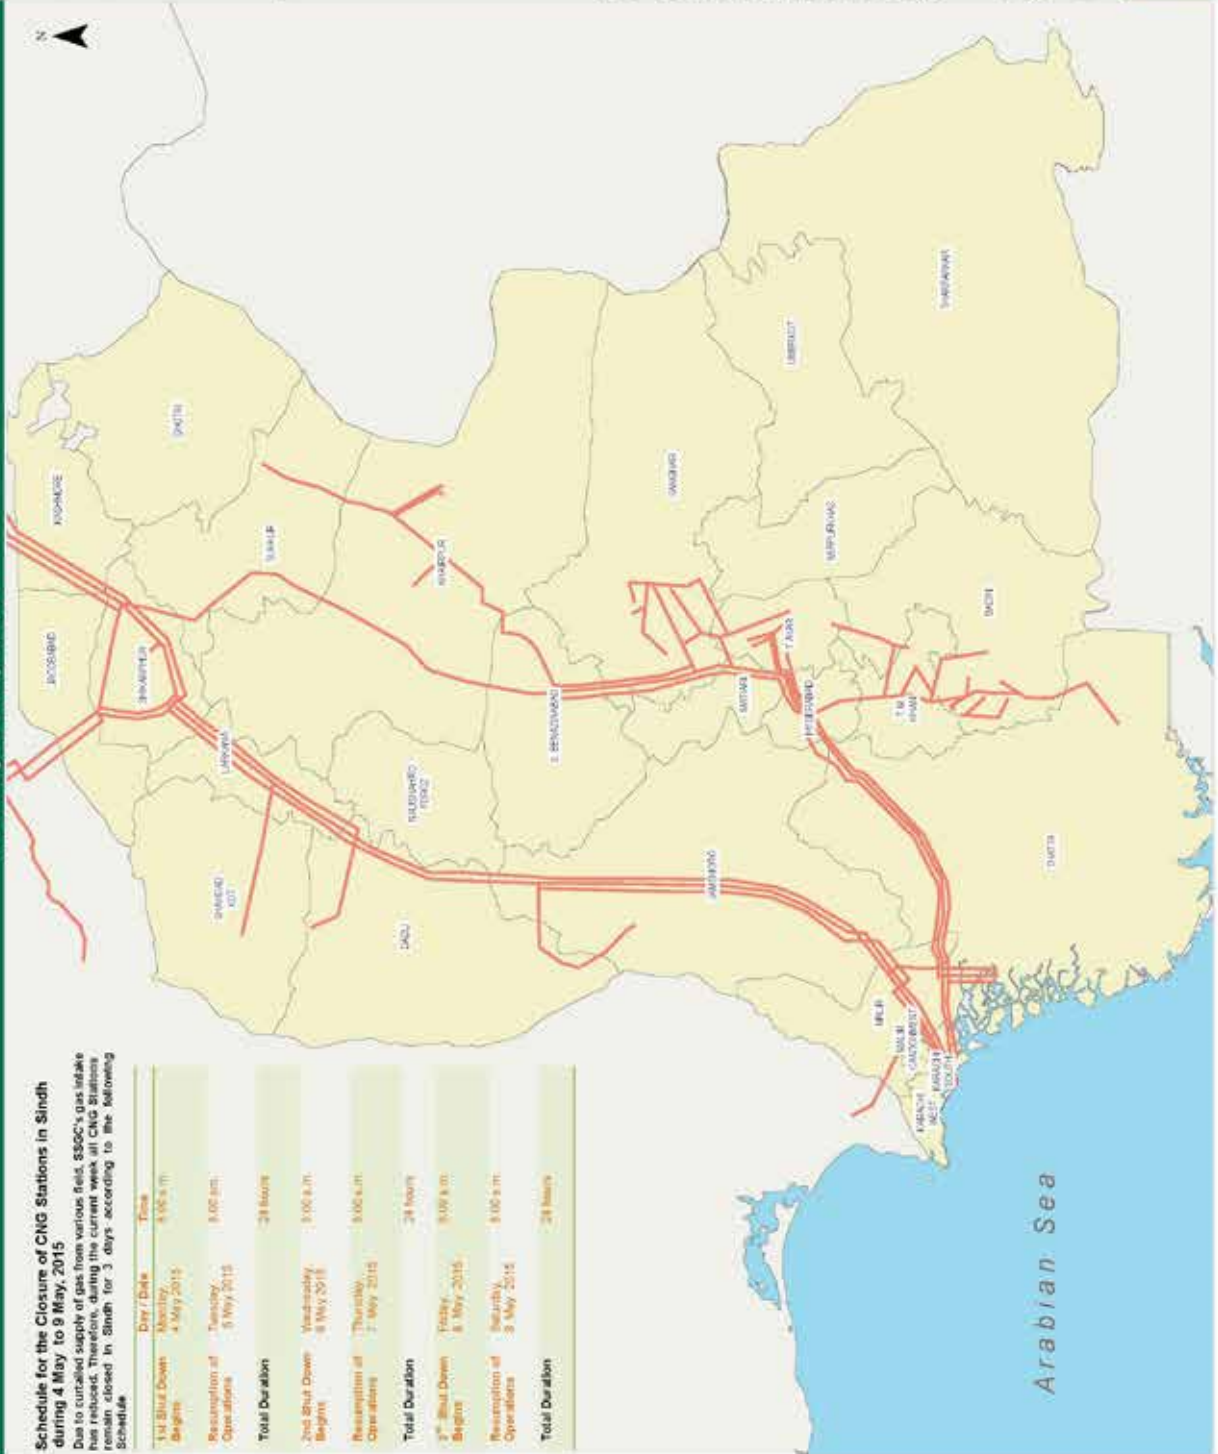 Schedule for the Closure of CNG Stations in Sindh
during 4 May to 9 May, 2015
Due to curtailed supply of gas from various field, SSGC's gas intake
has reduced. Therefore, during the current week all CNG Stations
remain closed in Sindh for 3 days according to the following
Schedule
Day / Date Time
1st Shut Down Begins Monday, 4 May 2015 8:00 a.m.
Resumption of Operations Tuesday, 5 May 2015 8:00 am.
Total Duration 24 hours
2nd Shut Down Begins Wednesday, 6 May 2015 8:00 a.m.
Resumption of Operations Thursday, 7 May 2015 8:00 a.m.
Total Duration 24 hours
3rd Shut Down Begins Friday, 8 May 2015 8:00 a.m.
Resumption of Operations Saturday, 9 May 2015 8:00 a.m.
Total Duration 24 hours
N
KASHMORE
JACOBABAD
GHOTKI
SHIKARPUR
SUKKUR
LARKANA
SHAHDAD
KOT
KHAIRPUR
NAUSHAHRO
FEROZ
DADU
S. BENAZIRABAD
SANGHAR
MATIARI
JAMSHORO
T. A YAR
UMERKOT
MIRPURKHAS
HYDERABAD
T. M.
KHAN
THARPARKAR
BADIN
THATTA
MALIR
MALIR
CANTONMENT
KARACHI
WEST
KARACHI
SOUTH
Arabian Sea